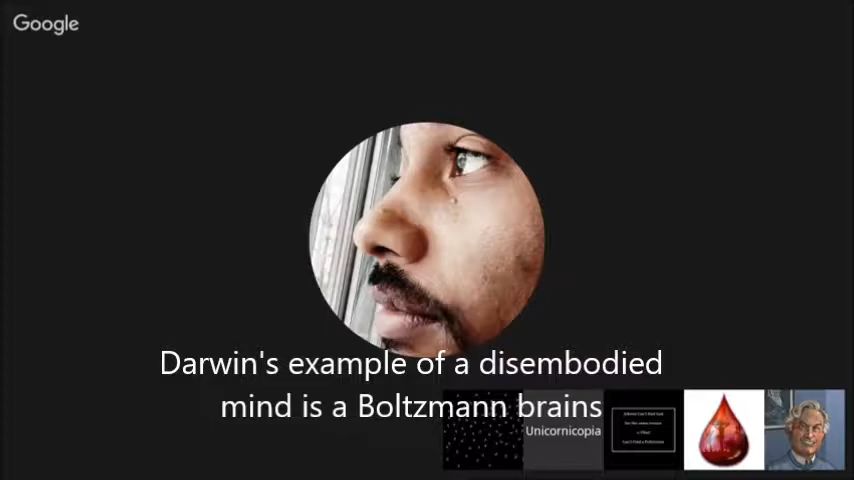 Google
Darwin's example of a disembodied
mind is a Boltzmann brains
Unicornicopia